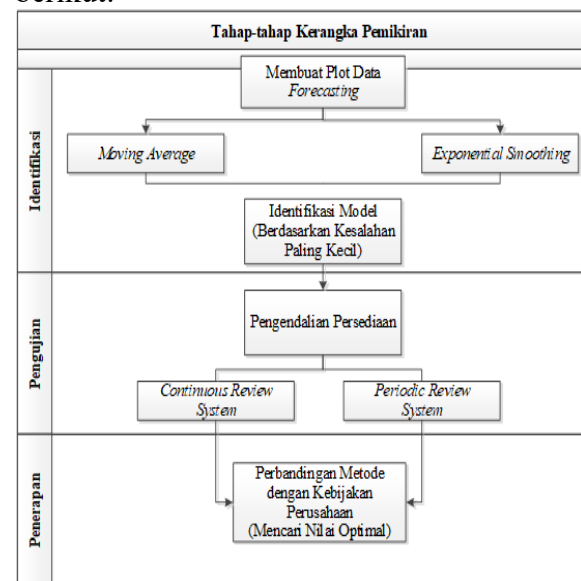 berikut:
Tahap-tahap Kerangka Pemikiran
Identifikasi
Membuat Plot Data
Forecasting
Moving Average
Exponential Smoothing
Identifikasi Model
(Berdasarkan Kesalahan
Paling Kecil)
Pengujian
Pengendalian Persediaan
Continuous Review
System
Periodic Review
System
Penerapan
Perbandingan Metode
dengan Kebijakan
Perusahaan
(Mencari Nilai Optimal)